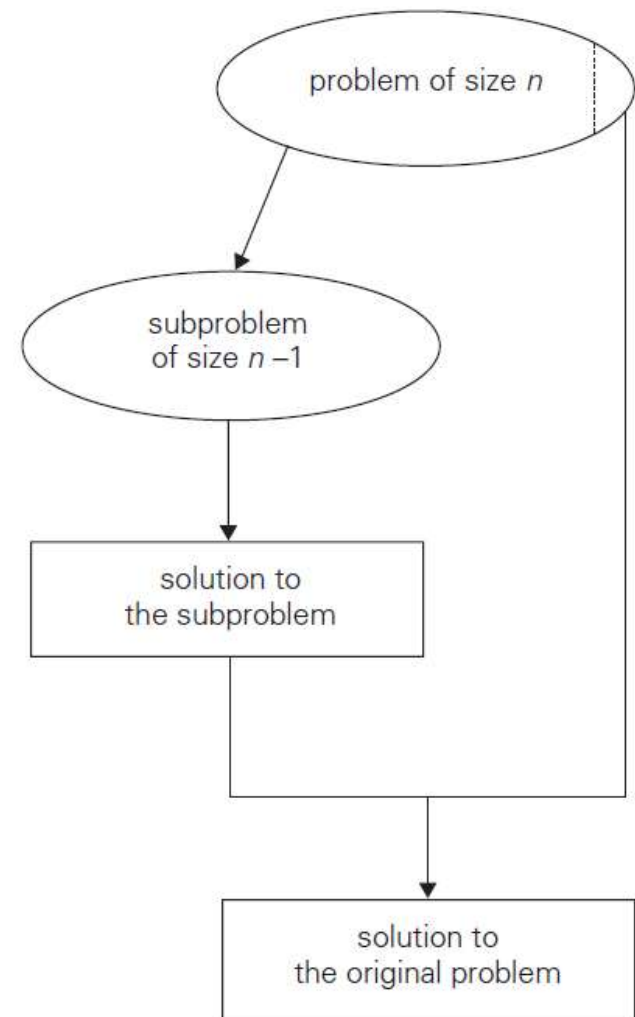 problem of size n
subproblem
of size n –1
solution to
the subproblem
solution to
the original problem